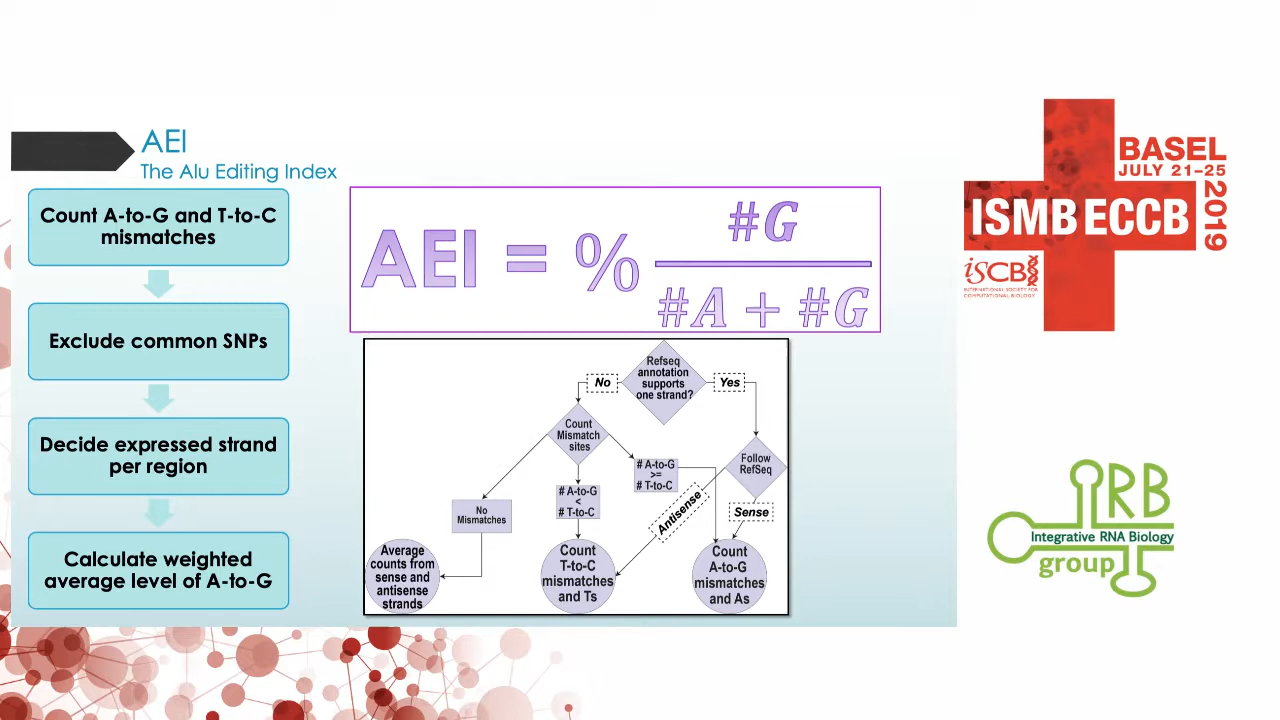 AEI
The Alu Editing Index
Count A-to-G and T-to-C
mismatches
Exclude common SNPs
Decide expressed strand
per region
Calculate weighted
average level of A-to-G
AEI = % #G
#A + #G
Refseq
annotation
supports
one strand?
No
Yes
Count
Mismatch
sites
Follow
RefSeq
# A-to-G
>=
# T-to-C
# A-to-G
<
# T-to-C
No
Mismatches
Antisense
Sense
Average
counts from
sense and
antisense
strands
Count
T-to-C
mismatches
and Ts
Count
A-to-G
mismatches
and As
BASEL
JULY 21–25
2019
ISMB ECCB
iSCB
INTERNATIONAL SOCIETY FOR
COMPUTATIONAL BIOLOGY
IRB
Integrative RNA Biology
group